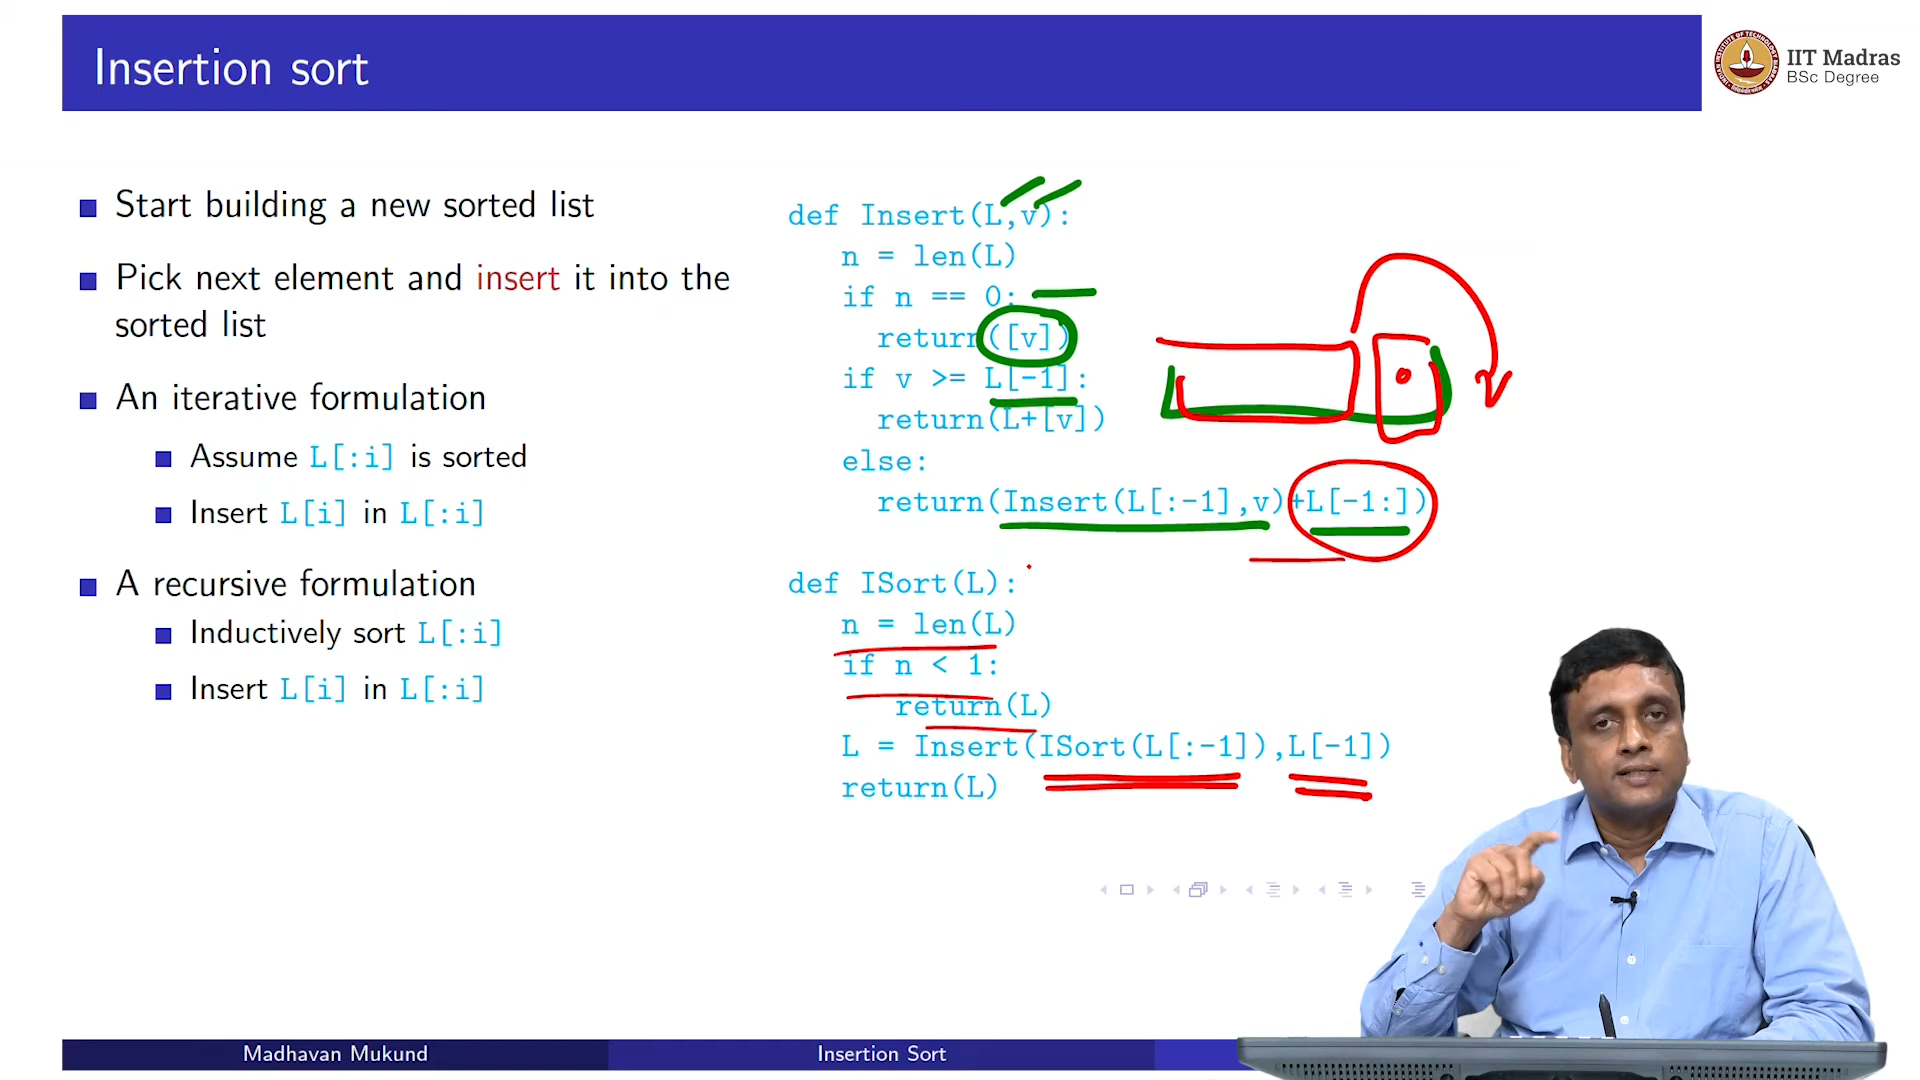 Insertion sort
IIT Madras
BSc Degree
Start building a new sorted list
Pick next element and insert it into the
sorted list
An iterative formulation
Assume L[:i] is sorted
Insert L[i] in L[:i]
A recursive formulation
Inductively sort L[:i]
Insert L[i] in L[:i]
def Insert(L,v):
n = len(L)
if n == 0:
return([v])
if v >= L[-1]:
return(L+[v])
else:
return(Insert(L[:-1],v)+L[-1:])
def ISort(L):
n = len(L)
if n < 1:
return(L)
L = Insert(ISort(L[:-1]),L[-1])
return(L)
Madhavan Mukund
Insertion Sort